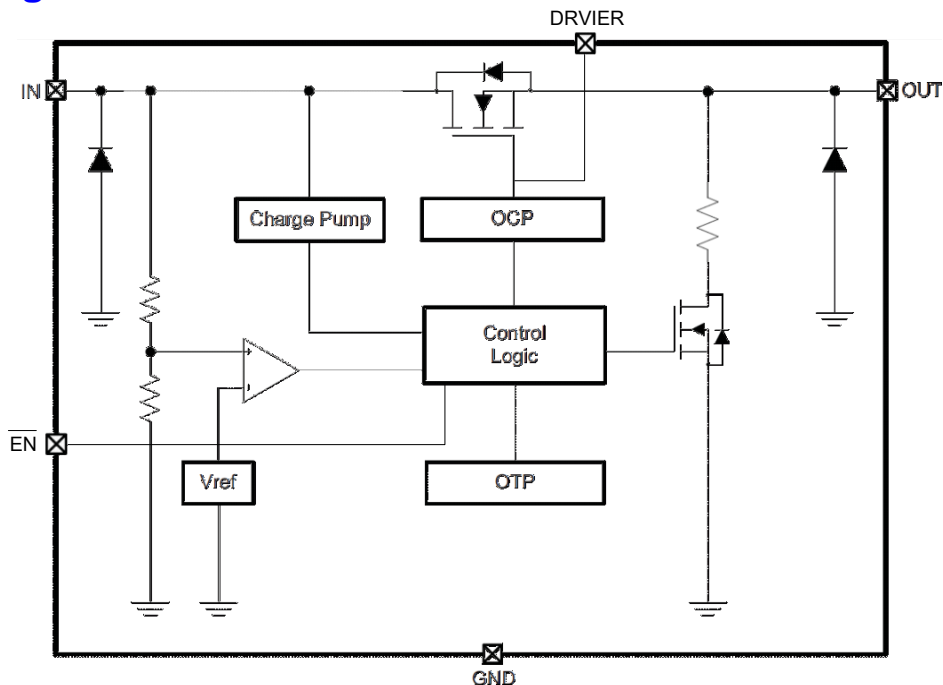 g
DRVIER
IN
OUT
Charge Pump
OCP
Control
Logic
+
-
EN
Vref
OTP
GND